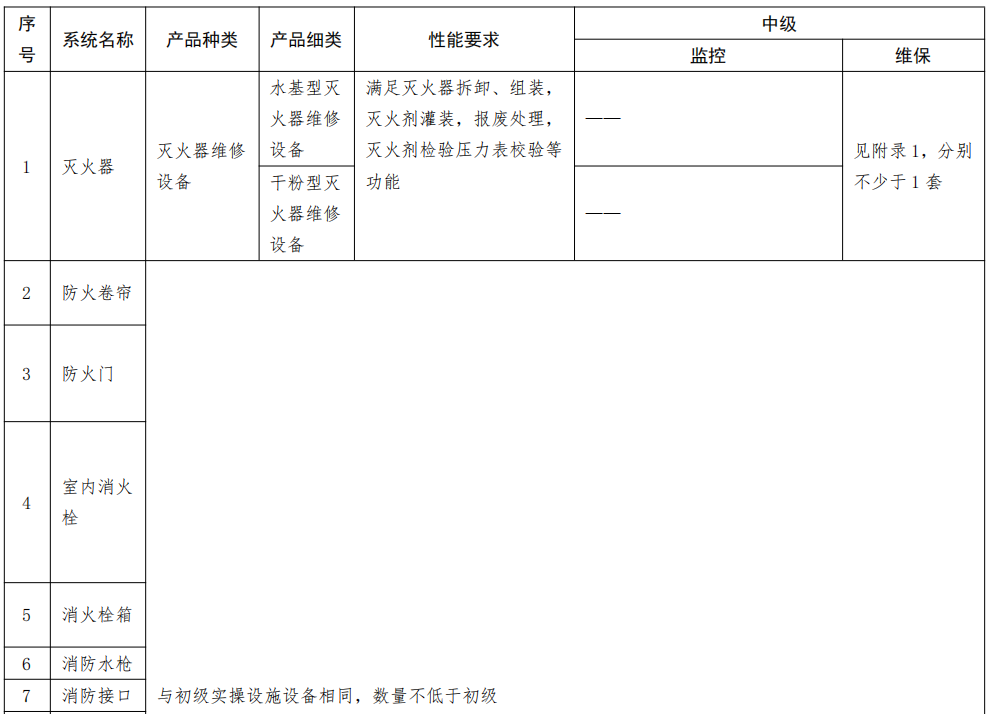 序号
系统名称
产品种类
产品细类
性能要求
中级
监控
维保
1
灭火器
灭火器维修
设备
水基型灭
火器维修
设备
满足灭火器拆卸、组装，
灭火剂灌装，报废处理，
灭火剂检验压力表校验等
功能
——
见附录 1，分别
不少于 1 套
干粉型灭
火器维修
设备
——
2
防火卷帘
3
防火门
4
室内消火
栓
5
消火栓箱
6
消防水枪
7
消防接口
与初级实操设施设备相同，数量不低于初级